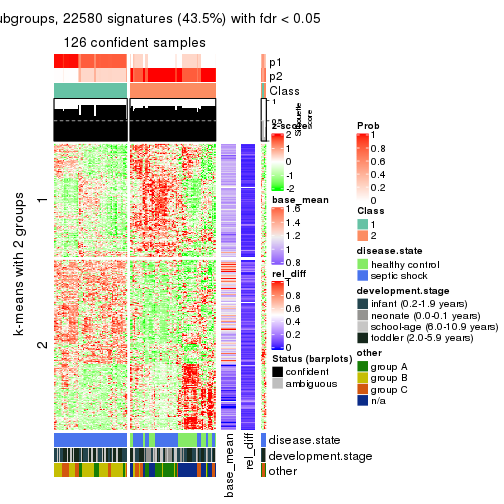 ubgroups, 22580 signatures (43.5%) with fdr < 0.05
126 confident samples
p1
p2
Class
1
0.5
0
Silhouette
score
k-means with 2 groups
1
2
z-score
2
1
0
-1
-2
base_mean
1.6
1.4
1.2
1
0.8
rel_diff
1
0.8
0.6
0.4
0.2
0
Status (barplots)
confident
ambiguous
Prob
1
0.8
0.6
0.4
0.2
0
Class
1
2
disease.state
healthy control
septic shock
development.stage
infant (0.2-1.9 years)
neonate (0.0-0.1 years)
school-age (6.0-10.9 years)
toddler (2.0-5.9 years)
other
group A
group B
group C
n/a
disease.state
development.stage
other
base_mean
rel_diff